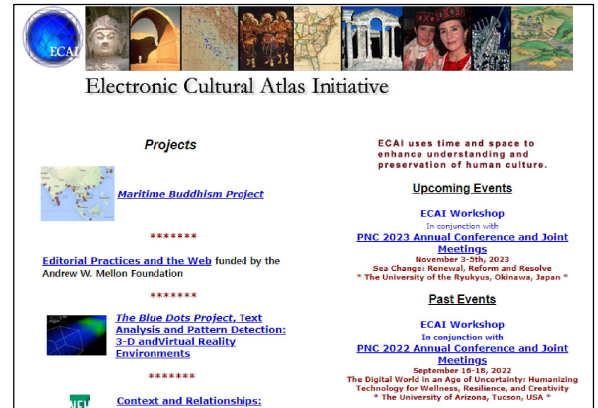 ECAI
Electronic Cultural Atlas Initiative
Projects
Maritime Buddhism Project
*******
Editorial Practices and the Web funded by the
Andrew W. Mellon Foundation
*******
The Blue Dots Project, Text
Analysis and Pattern Detection:
3-D andVirtual Reality
Environments
*******
NEH
Context and Relationships:
ECAI uses time and space to
enhance understanding and
preservation of human culture.
Upcoming Events
ECAI Workshop
In conjunction with
PNC 2023 Annual Conference and Joint
Meetings
November 3-5th, 2023
Sea Change: Renewal, Reform and Resolve
* The University of the Ryukyus, Okinawa, Japan *
Past Events
ECAI Workshop
In conjunction with
PNC 2022 Annual Conference and Joint
Meetings
September 16-18, 2022
The Digital World in an Age of Uncertainty: Humanizing
Technology for Wellness, Resilience, and Creativity
* The University of Arizona, Tucson, USA *